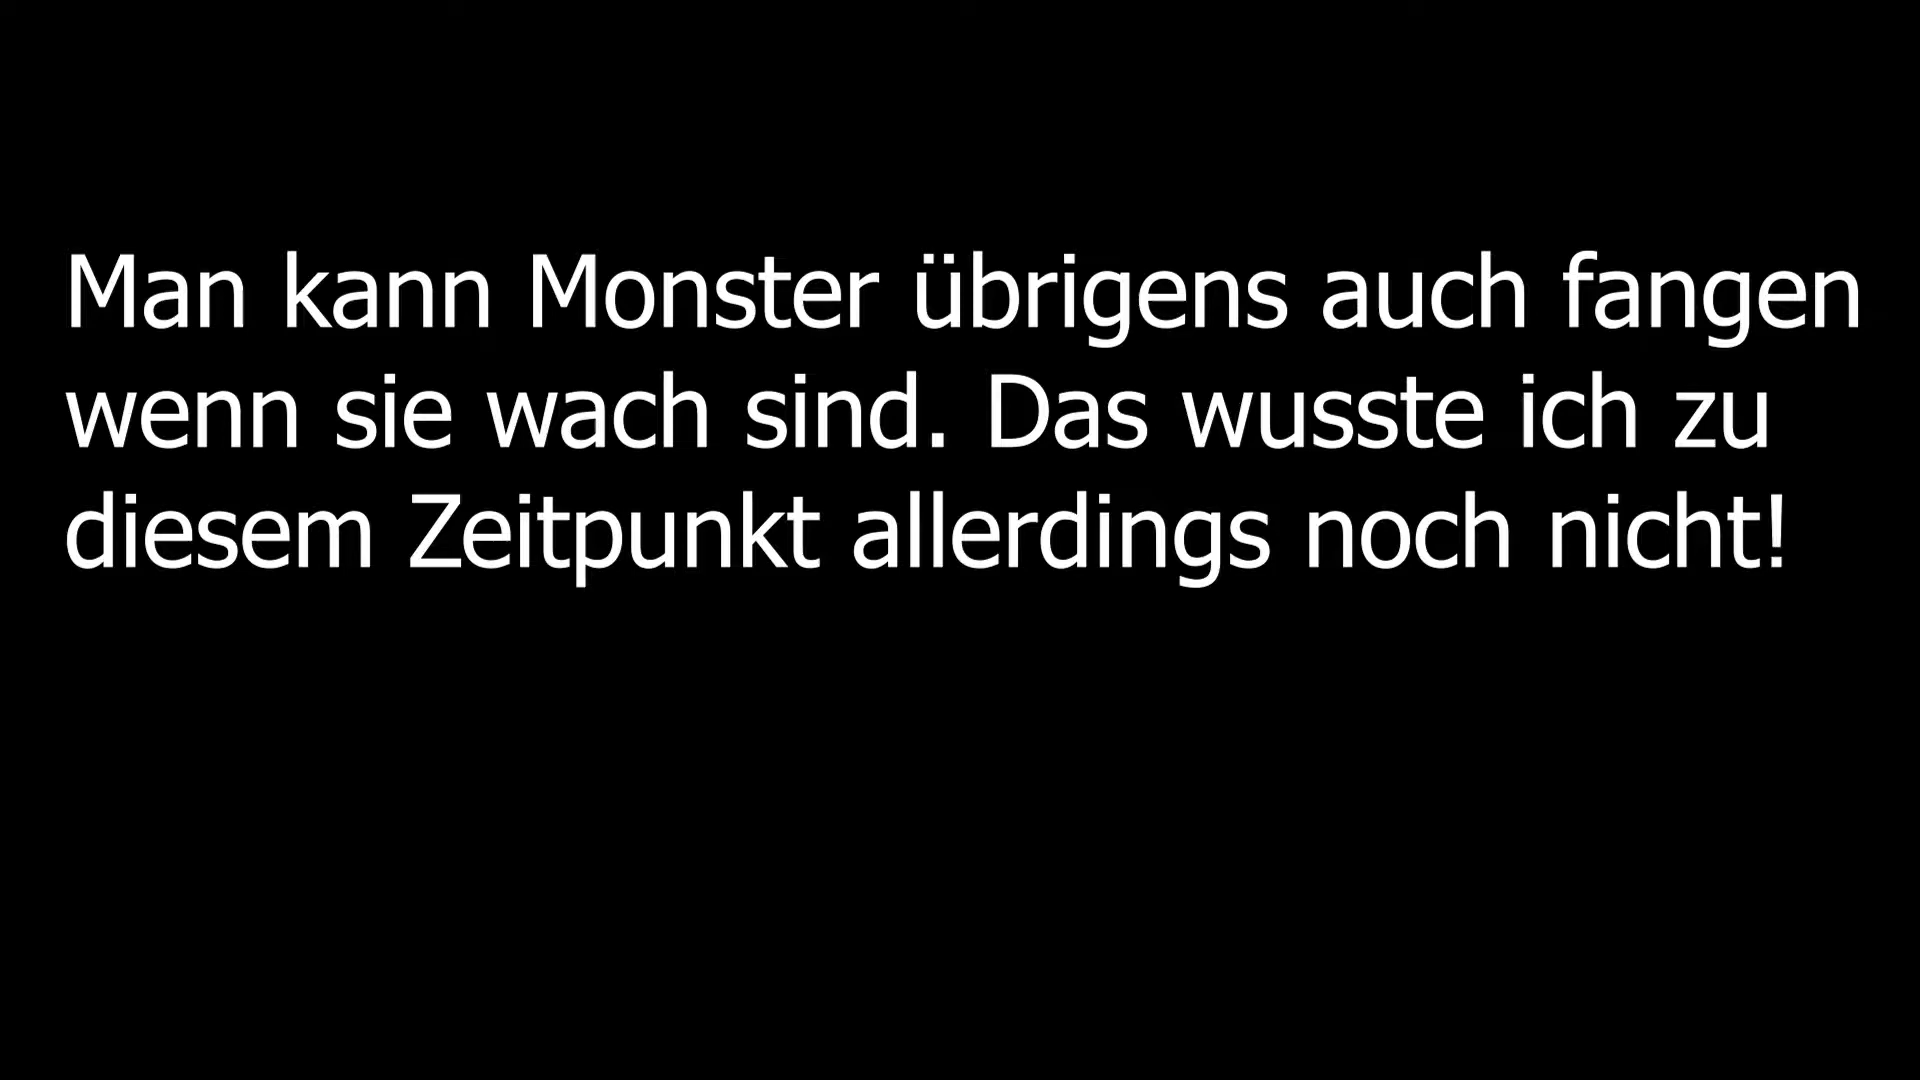 Man kann Monster übrigens auch fangen
wenn sie wach sind. Das wusste ich zu
diesem Zeitpunkt allerdings noch nicht!